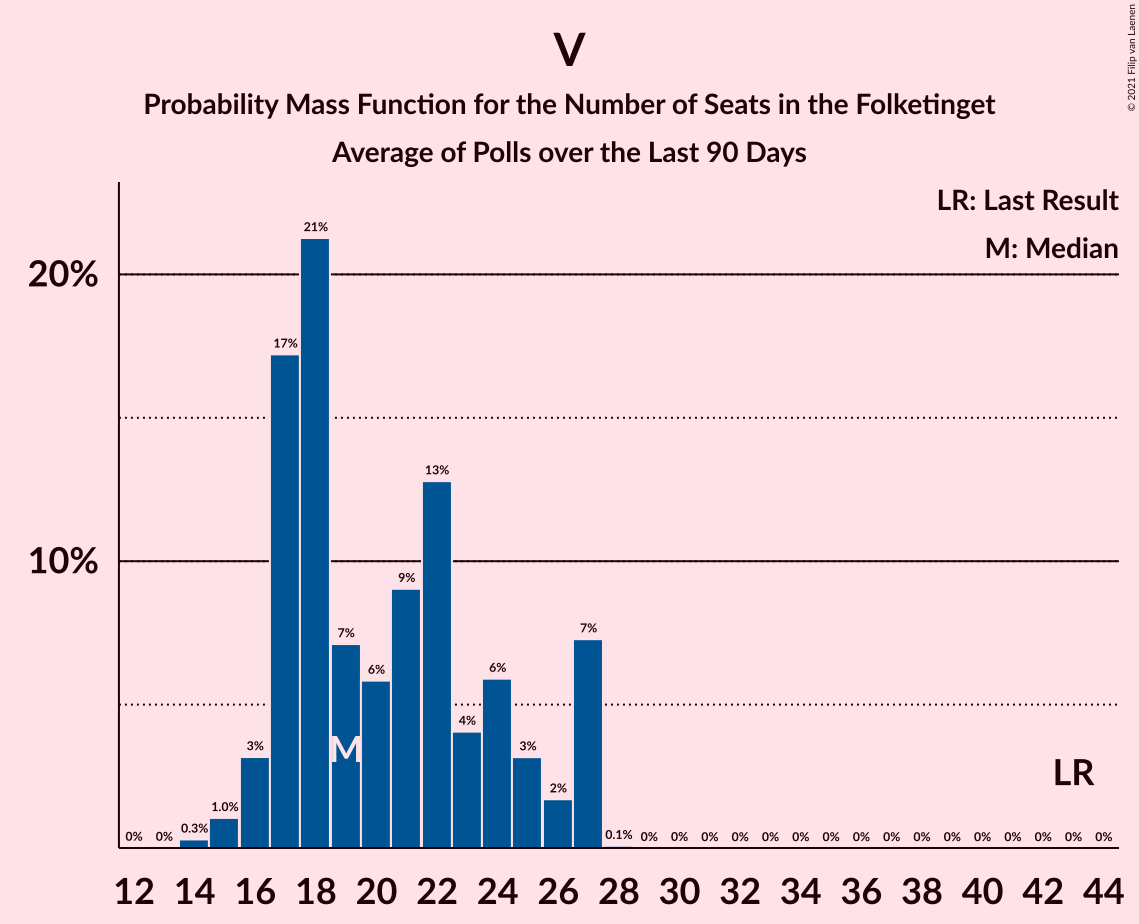 V
Probability Mass Function for the Number of Seats in the Folketinget
Average of Polls over the Last 90 Days
© 2021 Filip van Laenen
LR: Last Result
M: Median
20%
10%
0% 0% 0.3% 1.0% 3% 17% 21% 7% 6% 9% 13% 4% 6% 3% 2% 7% 0.1% 0% 0% 0% 0% 0% 0% 0% 0% 0% 0% 0% 0% 0% 0% 0% 0%
M
LR
12 14 16 18 20 22 24 26 28 30 32 34 36 38 40 42 44